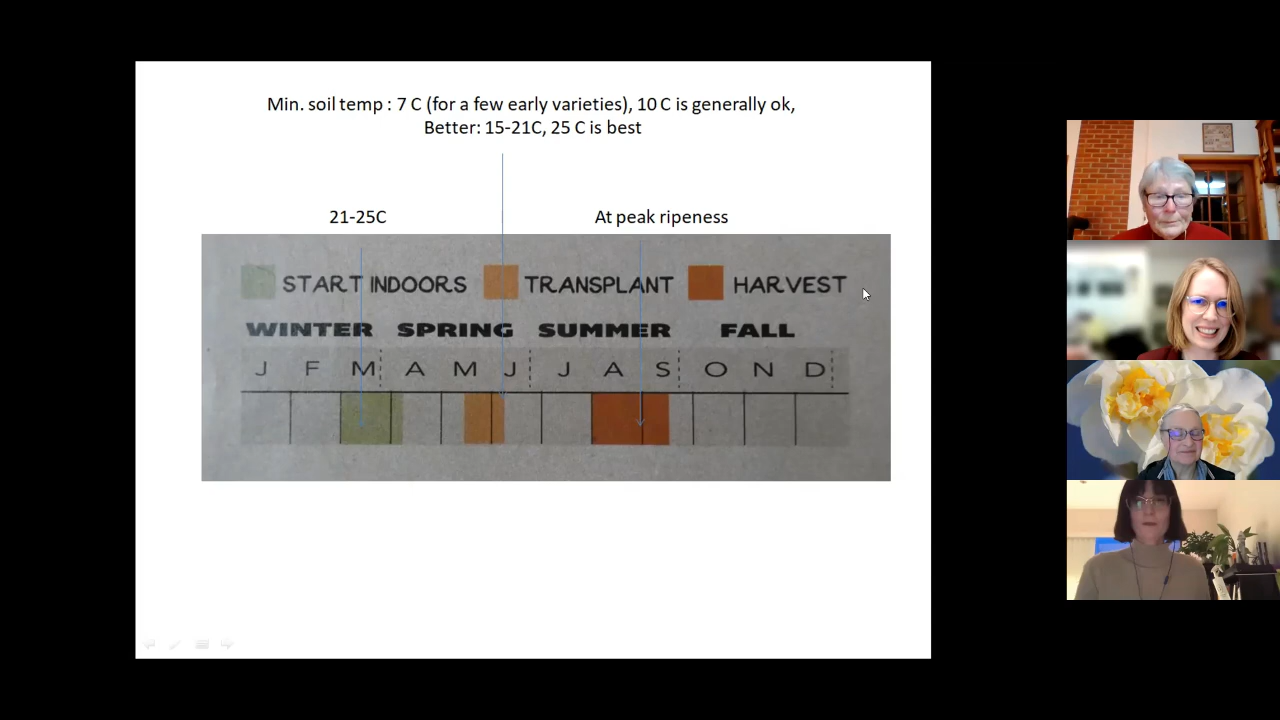 Min. soil temp : 7 C (for a few early varieties), 10 C is generally ok,
Better: 15-21C, 25 C is best
21-25C
At peak ripeness
START INDOORS
TRANSPLANT
HARVEST
WINTER SPRING SUMMER FALL
J F M A M J J A S O N D